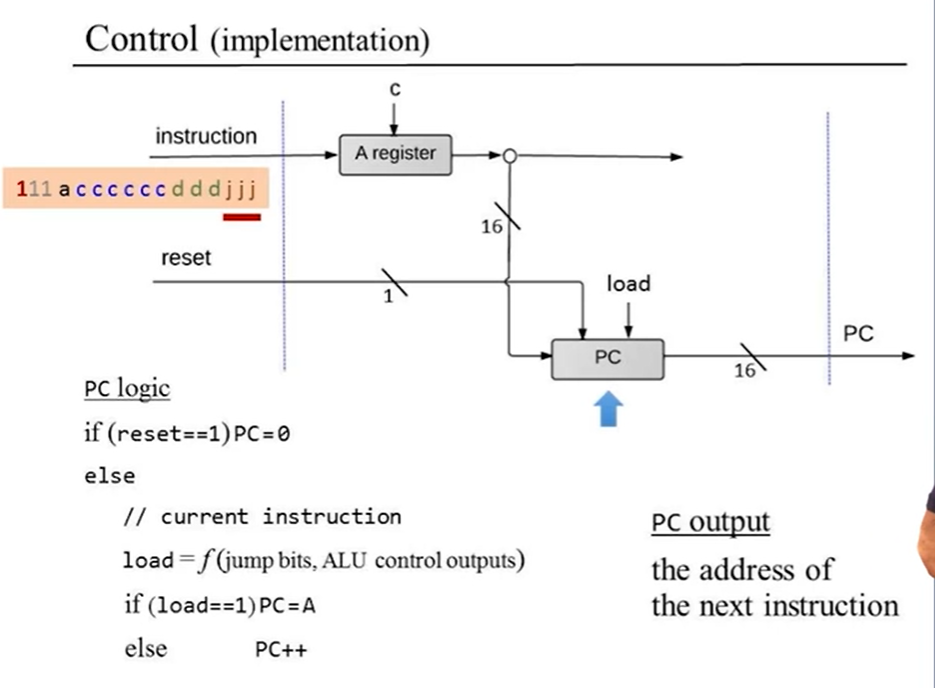 Control (implementation)
c
instruction
A register
111 a c c c c c c d d d j j j
16
reset
1
load
PC
PC
16
PC logic
if (reset==1) PC=0
else
// current instruction
load = f (jump bits, ALU control outputs)
if (load==1) PC=A
else PC++
PC output
the address of
the next instruction